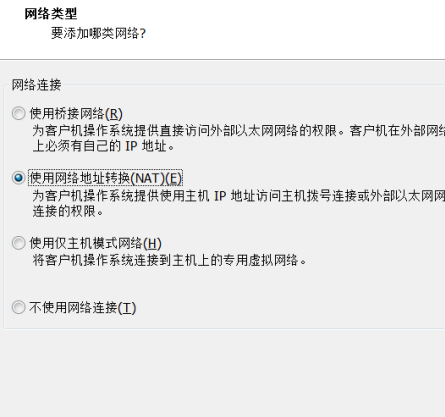 网络类型
要添加哪类网络?
网络连接
使用桥接网络(R)
为客户机操作系统提供直接访问外部以太网网络的权限。客户机在外部网络
上必须有自己的 IP 地址。
使用网络地址转换(NAT)(E)
为客户机操作系统提供使用主机 IP 地址访问主机拨号连接或外部以太网网
连接的权限。
使用仅主机模式网络(H)
将客户机操作系统连接到主机上的专用虚拟网络。
不使用网络连接(T)